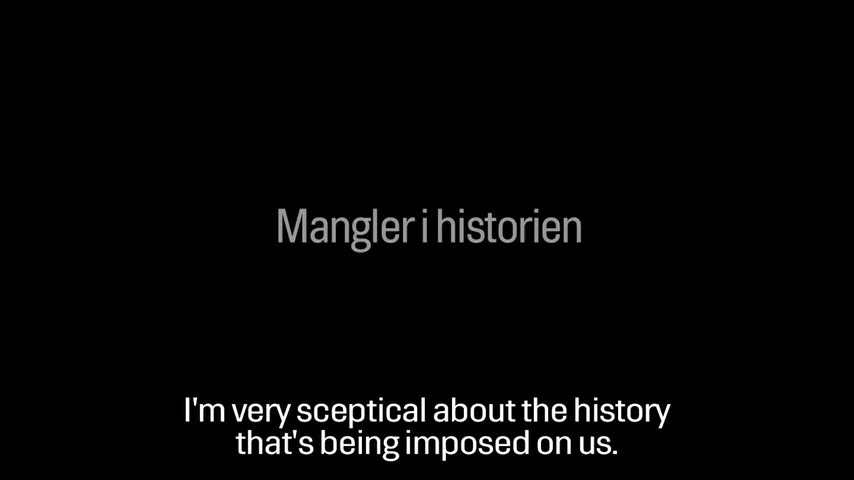 Mangler i historien
I'm very sceptical about the history
that's being imposed on us.